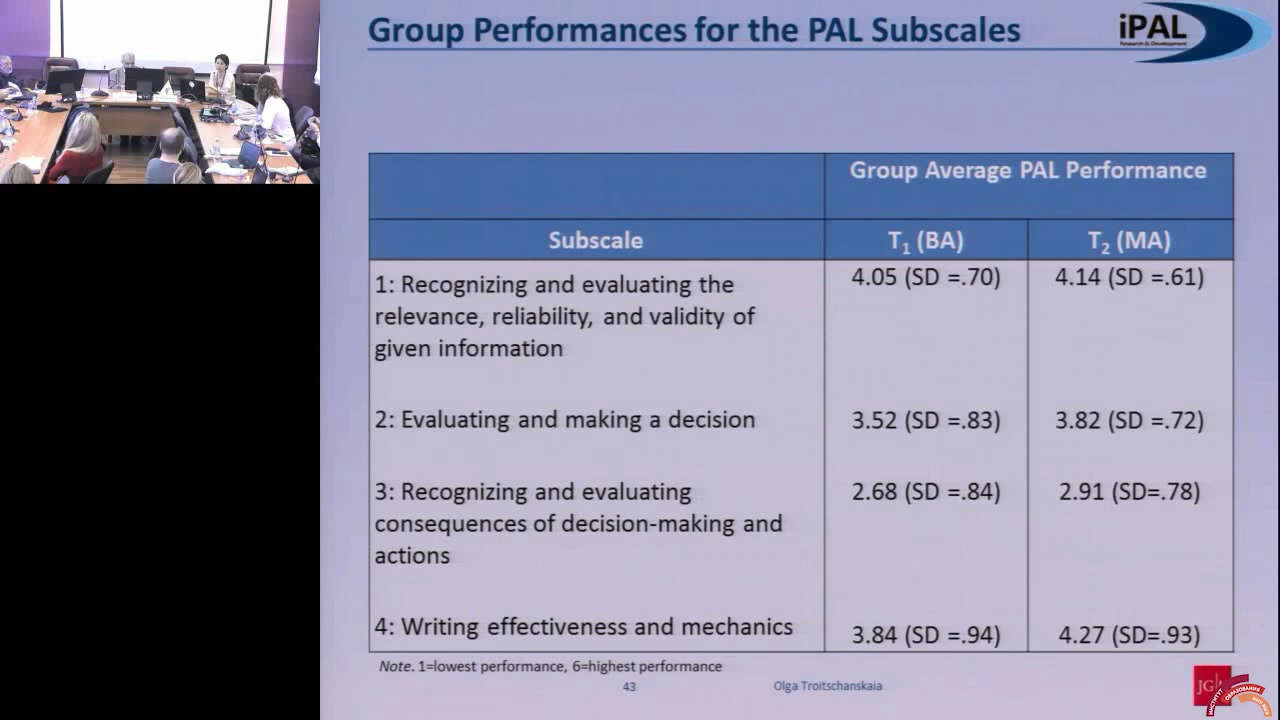 Group Performances for the PAL Subscales
iPAL
Research & Development
Group Average PAL Performance
Subscale
T1 (BA)
T2 (MA)
1: Recognizing and evaluating the
relevance, reliability, and validity of
given information
4.05 (SD =.70)
4.14 (SD =.61)
2: Evaluating and making a decision
3.52 (SD =.83)
3.82 (SD =.72)
3: Recognizing and evaluating
consequences of decision-making and
actions
2.68 (SD =.84)
2.91 (SD=.78)
4: Writing effectiveness and mechanics
3.84 (SD =.94)
4.27 (SD=.93)
Note. 1=lowest performance, 6=highest performance
43
Olga Troitschanskaia
ИНСТИТУТ
ОБРАЗОВАНИЯ